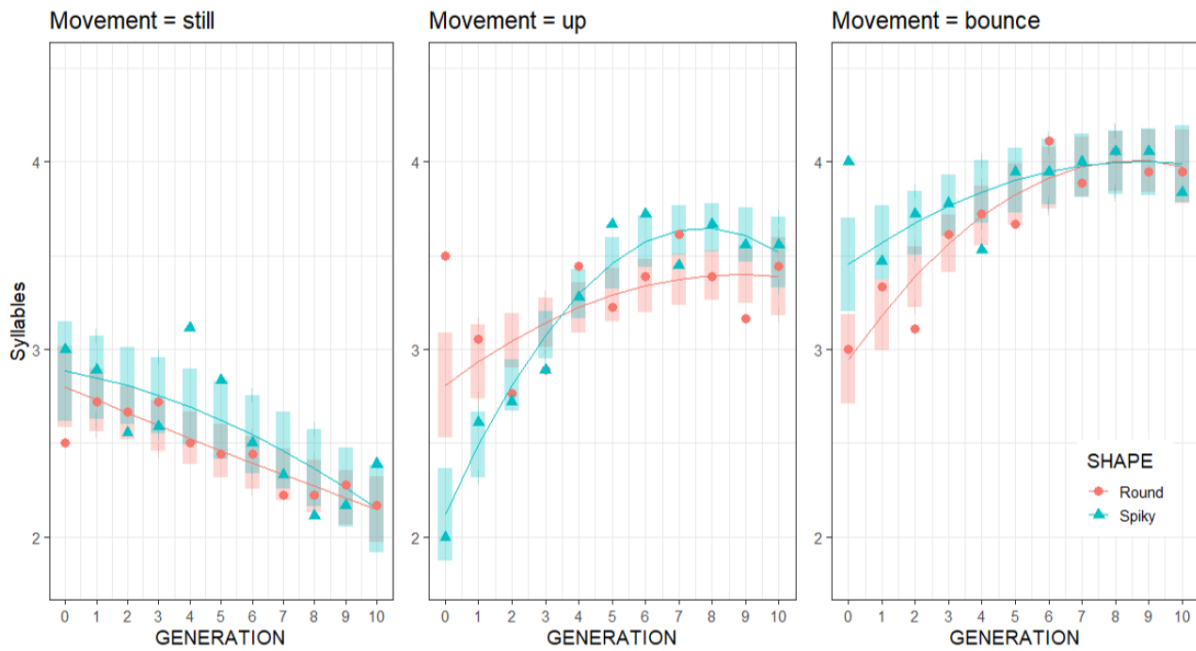 Movement = still
Movement = up
Movement = bounce
Syllables
4
3
2
0 1 2 3 4 5 6 7 8 9 10
GENERATION
4
3
2
0 1 2 3 4 5 6 7 8 9 10
GENERATION
4
3
2
0 1 2 3 4 5 6 7 8 9 10
GENERATION
SHAPE
Round
Spiky